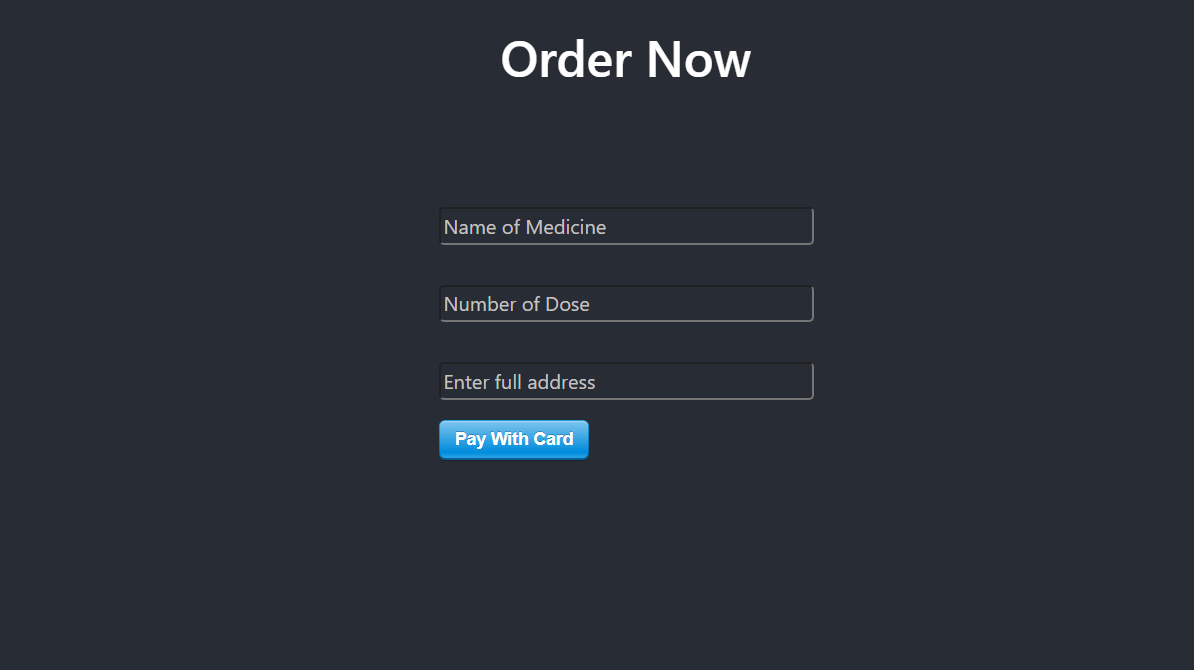 Order Now
Name of Medicine
Number of Dose
Enter full address
Pay With Card